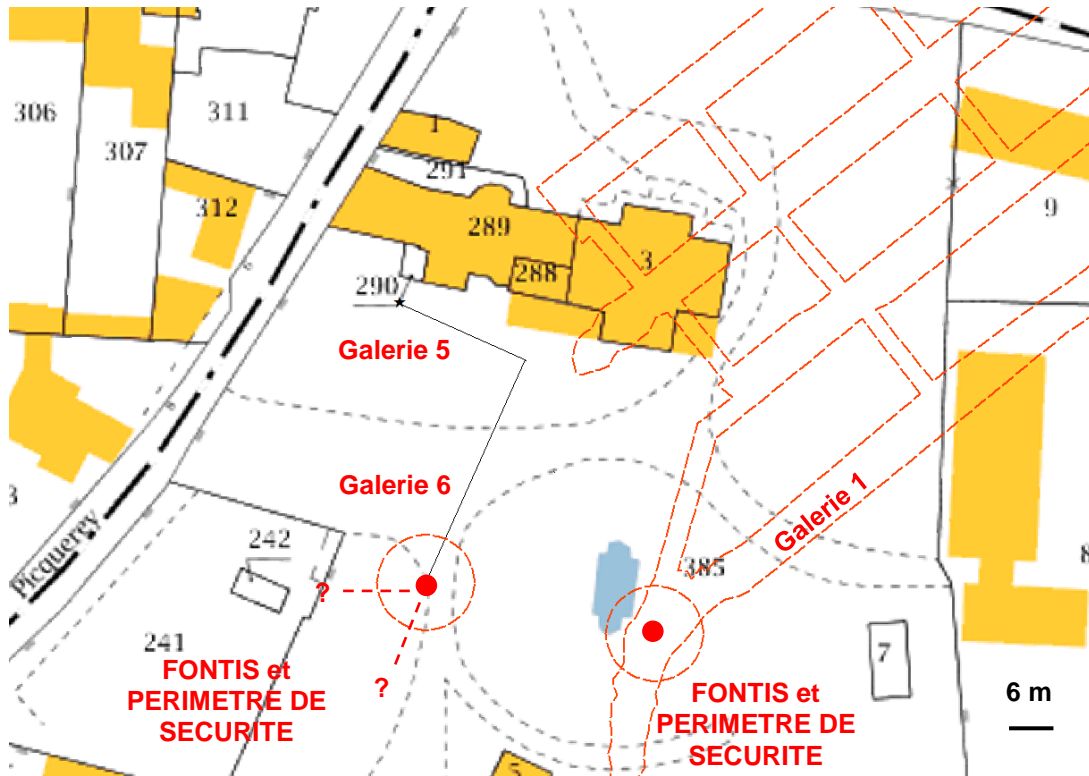 306
307
311
1
291
312
289
3
9
288
290
Galerie 5
Galerie 6
Galerie 1
Picquerey
242
385
8
3
?
241
?
7
FONTIS et
PERIMETRE DE
SECURITE
FONTIS et
PERIMETRE DE
SECURITE
6 m
5